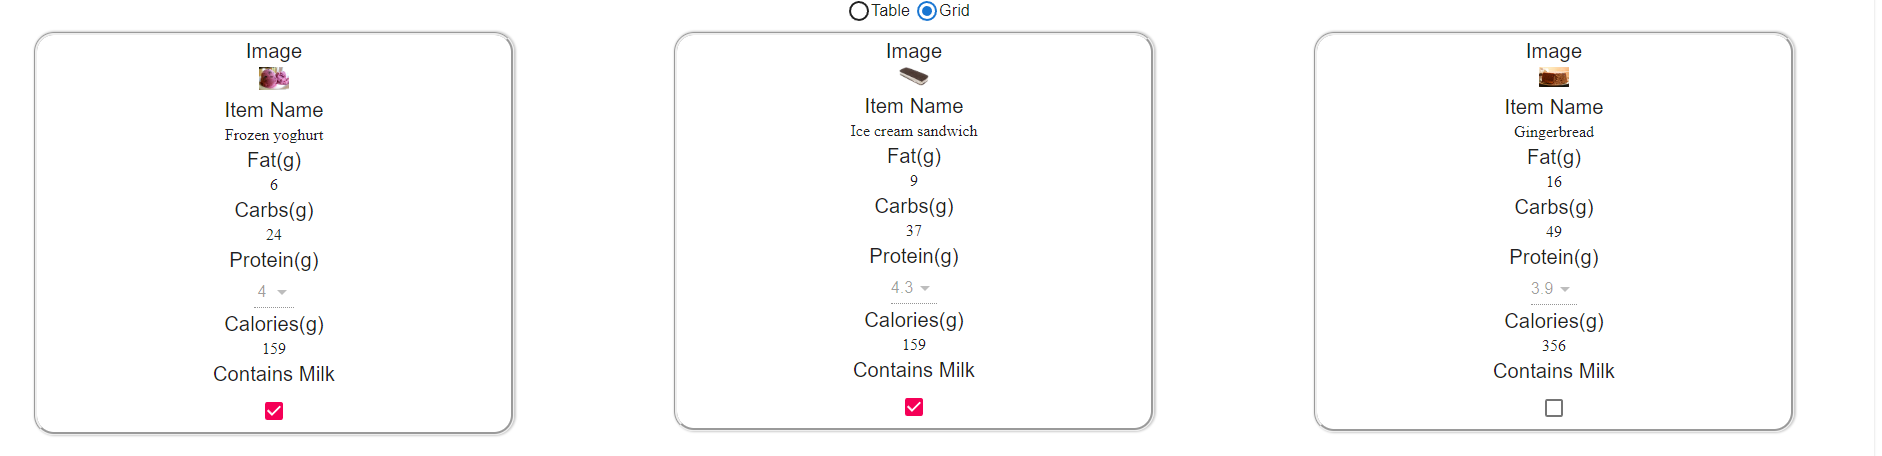 Table Grid
Image
Item Name
Frozen yoghurt
Fat(g)
6
Carbs(g)
24
Protein(g)
4
Calories(g)
159
Contains Milk
Image
Item Name
Ice cream sandwich
Fat(g)
9
Carbs(g)
37
Protein(g)
4.3
Calories(g)
159
Contains Milk
Image
Item Name
Gingerbread
Fat(g)
16
Carbs(g)
49
Protein(g)
3.9
Calories(g)
356
Contains Milk